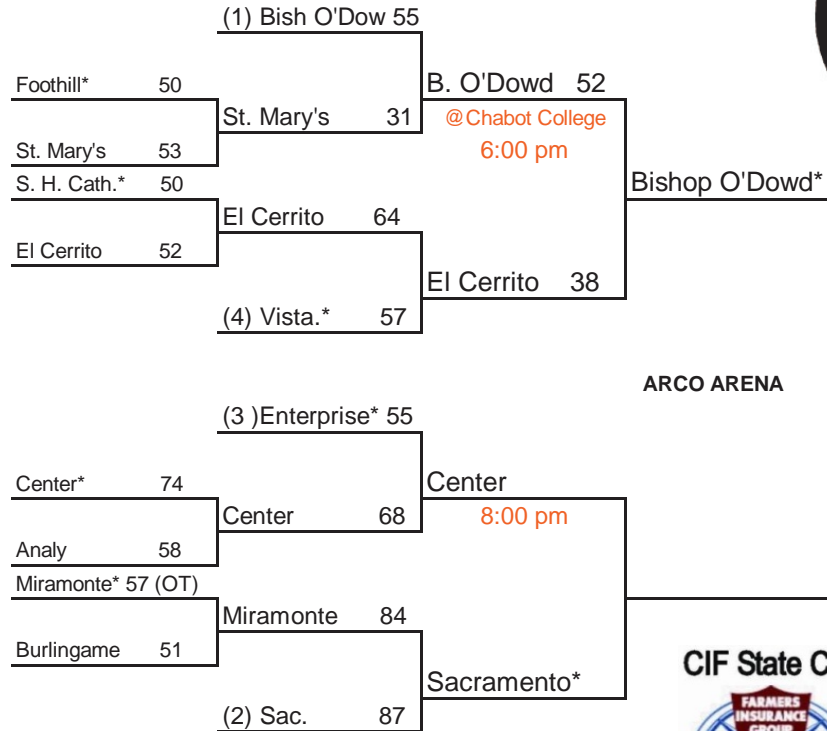 (1) Bish O'Dow 55
Foothill* 50
B. O'Dowd 52
St. Mary's 31
@Chabot College
St. Mary's 53
6:00 pm
S. H. Cath.* 50
Bishop O'Dowd*
El Cerrito 64
El Cerrito 52
El Cerrito 38
(4) Vista.* 57
ARCO ARENA
(3 )Enterprise* 55
Center* 74
Center
Center 68
8:00 pm
Analy 58
Miramonte* 57 (OT)
Miramonte 84
Burlingame 51
CIF State C
Sacramento*
FARMERS
INSURANCE
GROUP
(2) Sac. 87